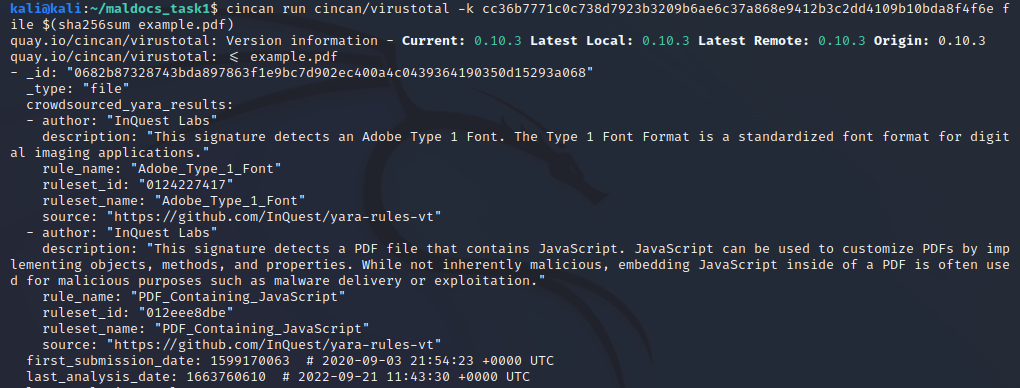 kali@kali:~/maldocs_task1$ cincan run cincan/virustotal -k cc36b7771c0c738d7923b3209b6ae6c37a868e9412b3c2dd4109b10bda8f4f6e f
ile $(sha256sum example.pdf)
quay.io/cincan/virustotal: Version information - Current: 0.10.3 Latest Local: 0.10.3 Latest Remote: 0.10.3 Origin: 0.10.3
quay.io/cincan/virustotal: <= example.pdf
- _id: "0682b87328743bda897863f1e9bc7d902ec400a4c0439364190350d15293a068"
  _type: "file"
  crowdsourced_yara_results:
  - author: "InQuest Labs"
    description: "This signature detects an Adobe Type 1 Font. The Type 1 Font Format is a standardized font format for digit
al imaging applications."
    rule_name: "Adobe_Type_1_Font"
    ruleset_id: "0124227417"
    ruleset_name: "Adobe_Type_1_Font"
    source: "https://github.com/InQuest/yara-rules-vt"
  - author: "InQuest Labs"
    description: "This signature detects a PDF file that contains JavaScript. JavaScript can be used to customize PDFs by imp
lementing objects, methods, and properties. While not inherently malicious, embedding JavaScript inside of a PDF is often use
d for malicious purposes such as malware delivery or exploitation."
    rule_name: "PDF_Containing_JavaScript"
    ruleset_id: "012eee8dbe"
    ruleset_name: "PDF_Containing_JavaScript"
    source: "https://github.com/InQuest/yara-rules-vt"
  first_submission_date: 1599170063  # 2020-09-03 21:54:23 +0000 UTC
  last_analysis_date: 1663760610  # 2022-09-21 11:43:30 +0000 UTC